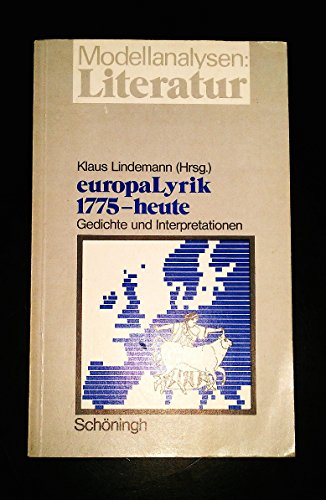 Modellanalysen:
Literatur
Klaus Lindemann (Hrsg.)
europaLyrik
1775–heute
Gedichte und Interpretationen
Schöningh